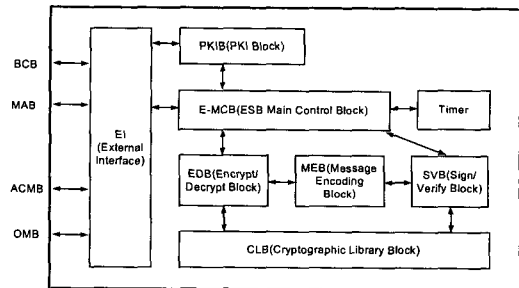 BCB
MAB
ACMB
OMB
EI
(External
Interface)
PKIB(PKI Block)
E-MCB(ESB Main Control Block)
Timer
EDB(Encrypt/
Decrypt Block)
MEB(Message
Encoding
Block)
SVB(Sign/
Verify Block)
CLB(Cryptographic Library Block)